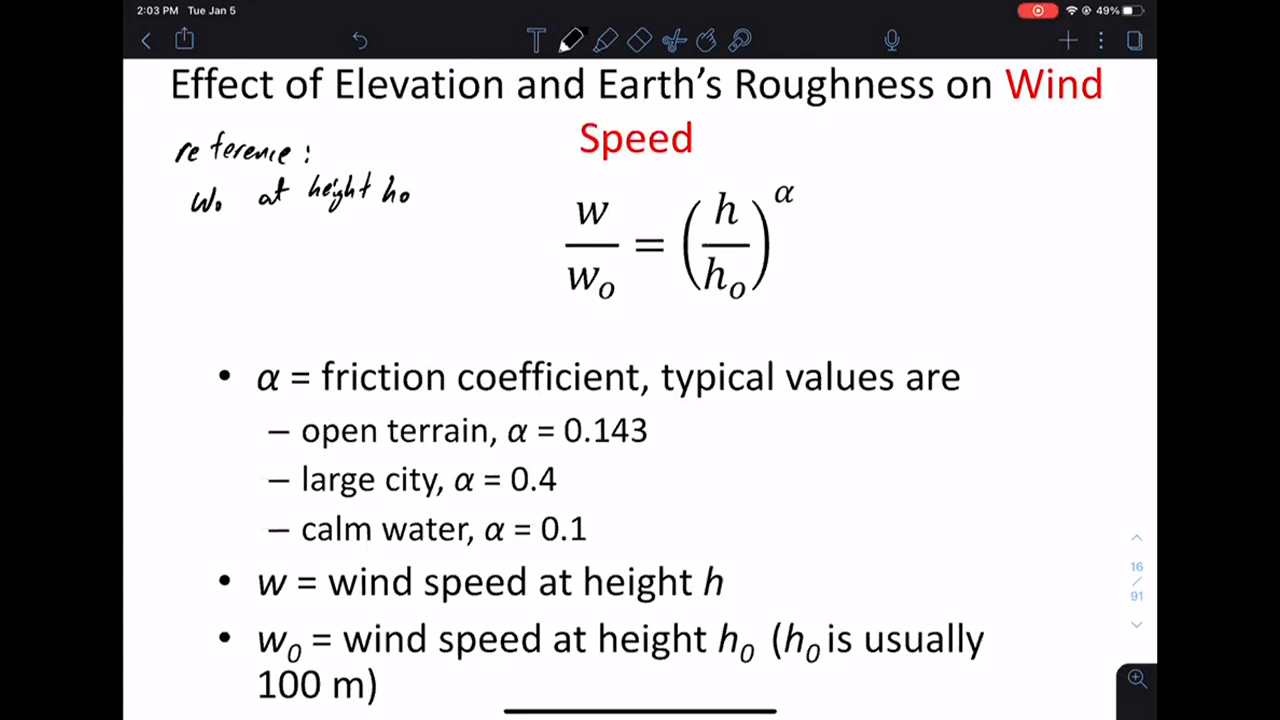 2:03 PM Tue Jan 5
49%
T
Effect of Elevation and Earth's Roughness on Wind
Speed
reference:
w₀ at height h₀
w/wₒ = (h/hₒ)^α
• α = friction coefficient, typical values are
– open terrain, α = 0.143
– large city, α = 0.4
– calm water, α = 0.1
• w = wind speed at height h
• w₀ = wind speed at height h₀ (h₀ is usually
100 m)
16
/
91